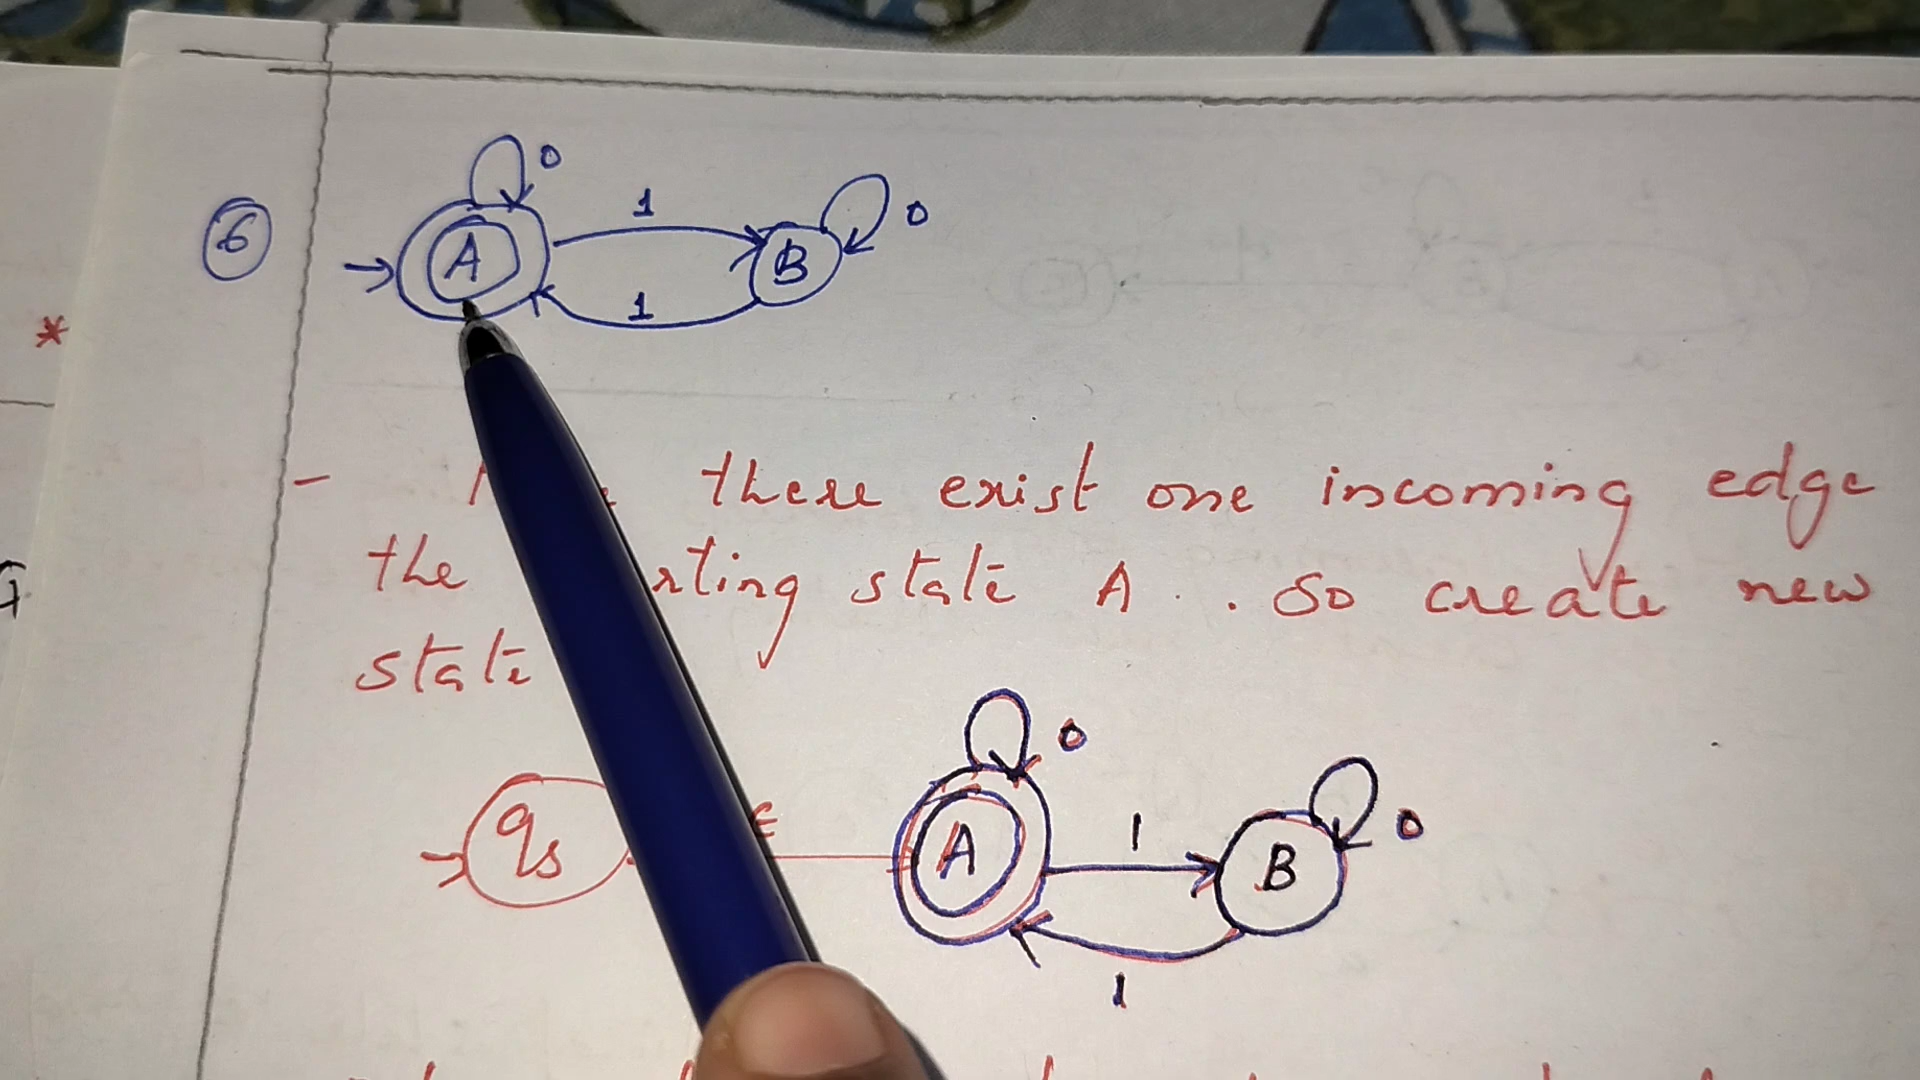 6
0
1
0
A
B
1
*
- there exist one incoming edge
the state A. So create new
state
0
0
qs
ε
A
1
B
1